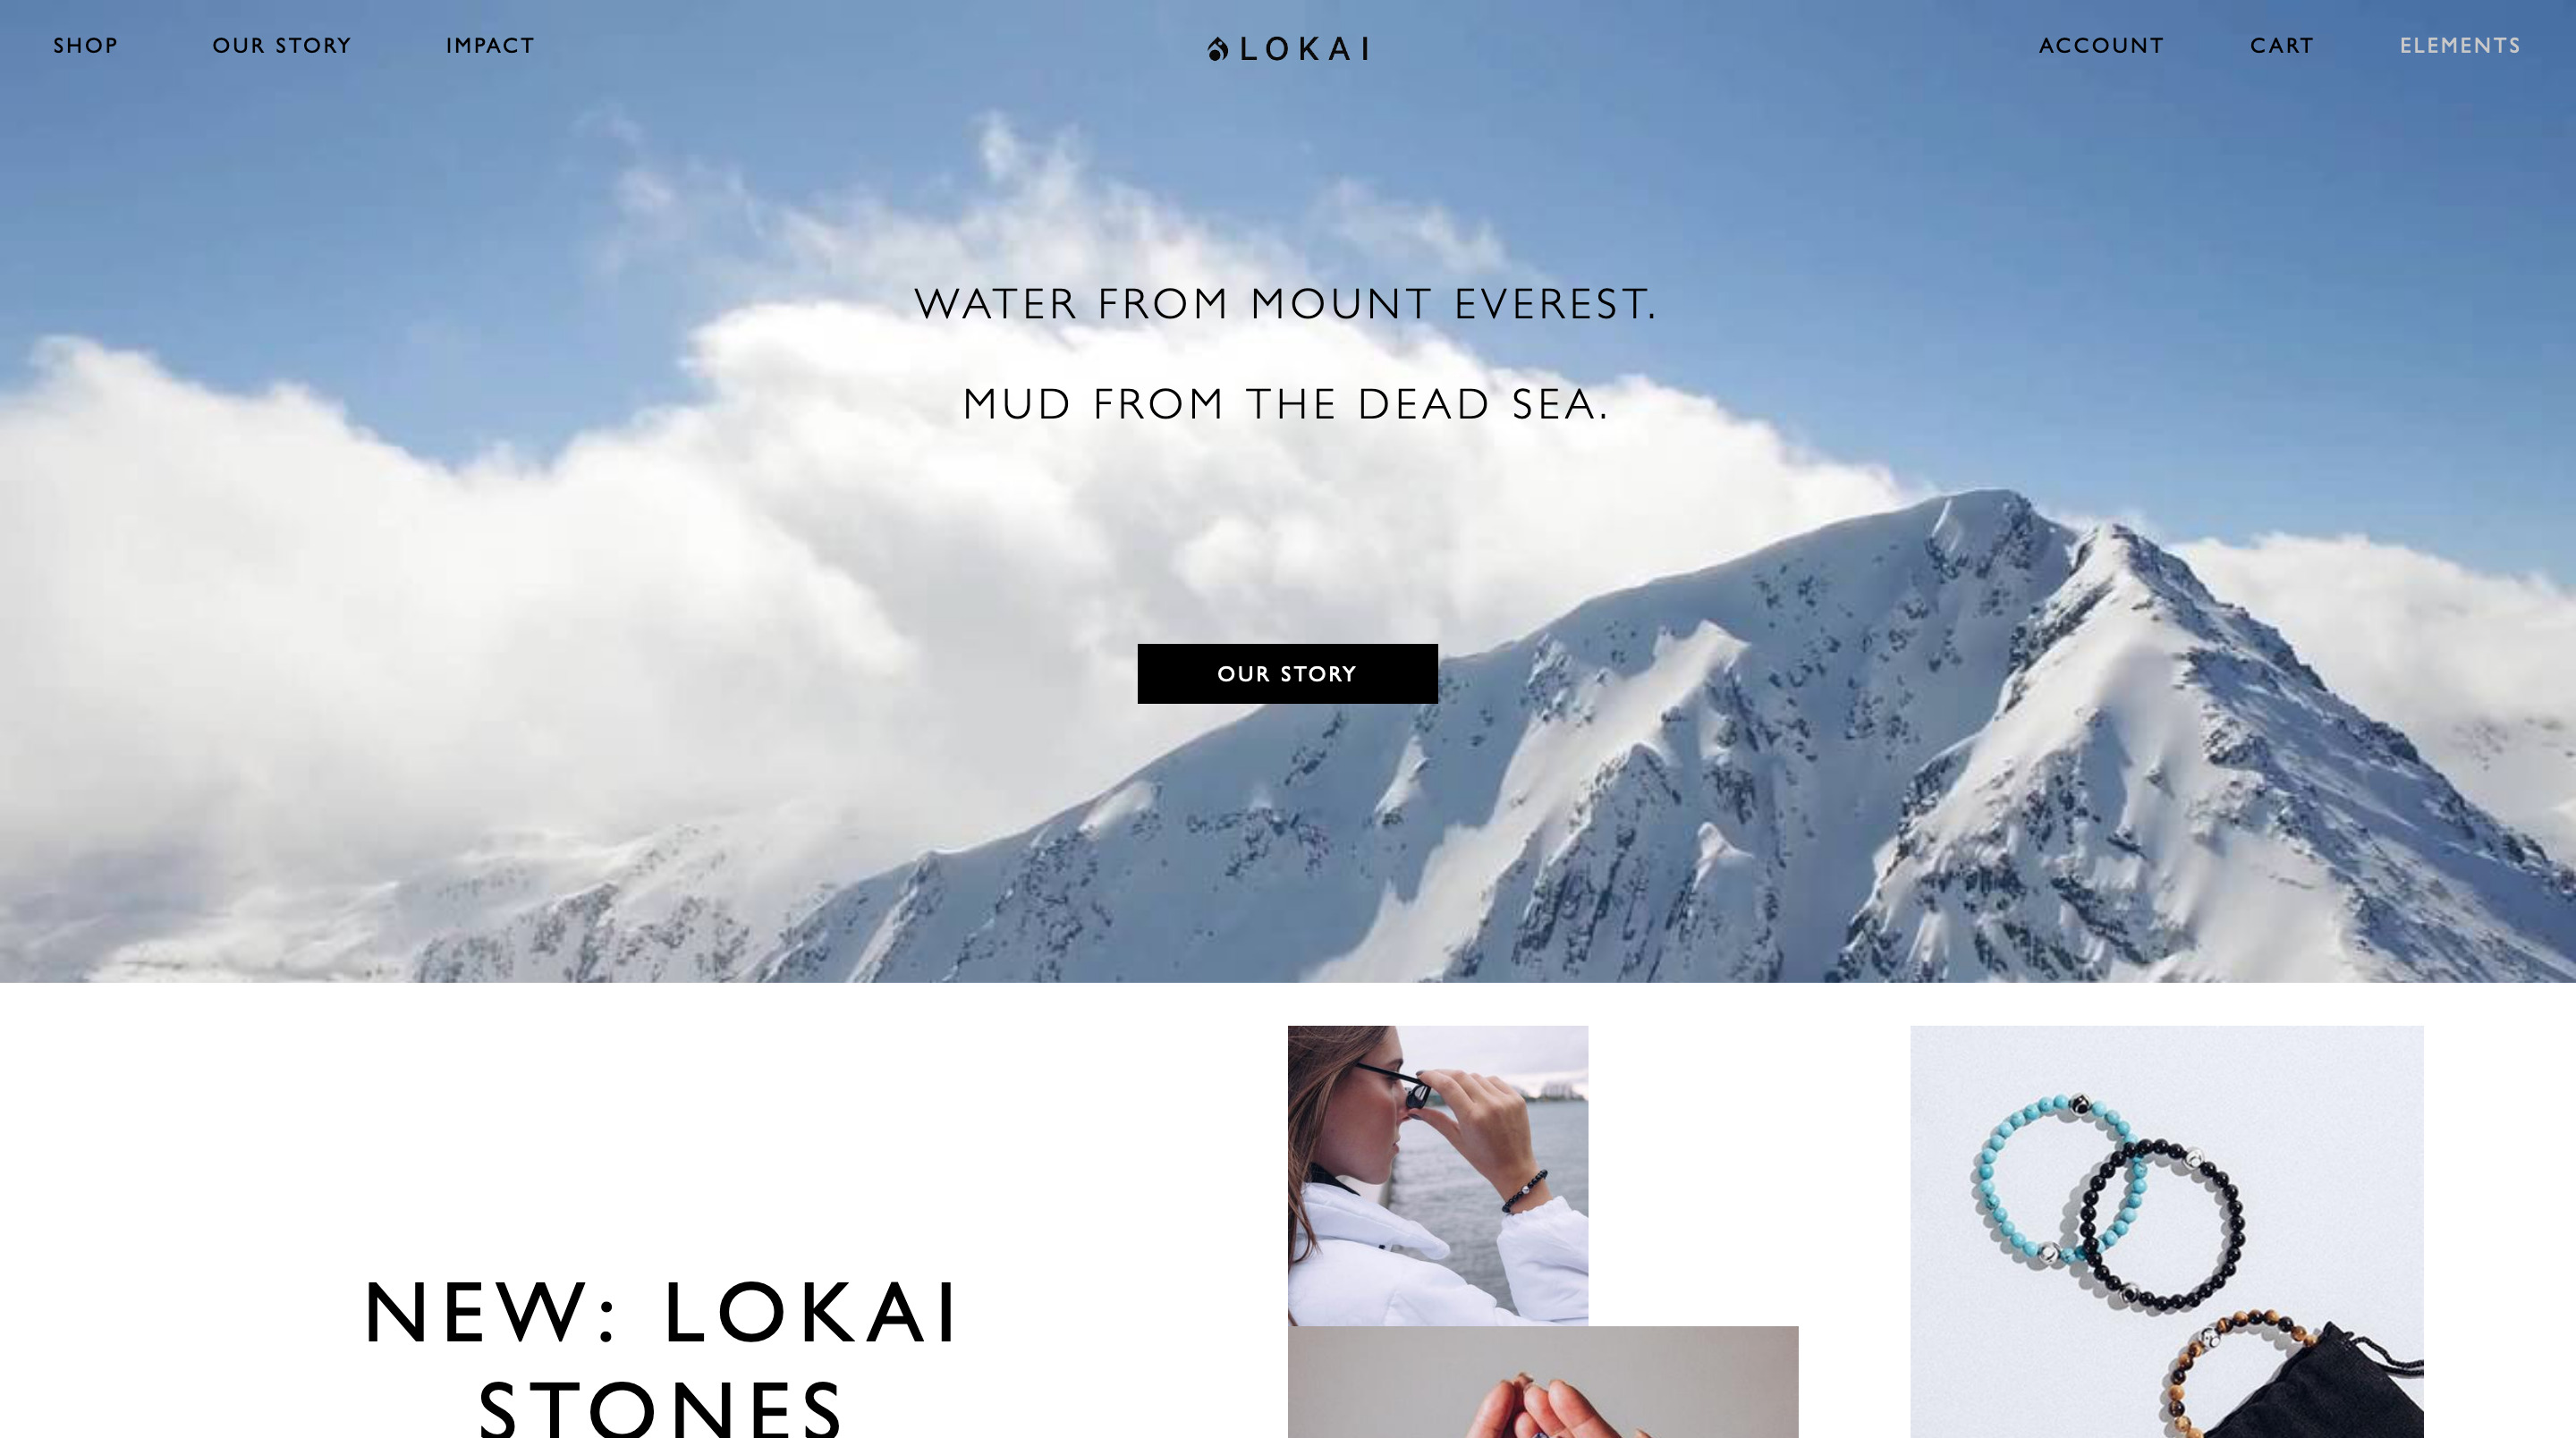 SHOP
OUR STORY
IMPACT
LOKAI
ACCOUNT
CART
ELEMENTS
WATER FROM MOUNT EVEREST.
MUD FROM THE DEAD SEA.
OUR STORY
NEW: LOKAI
STONES